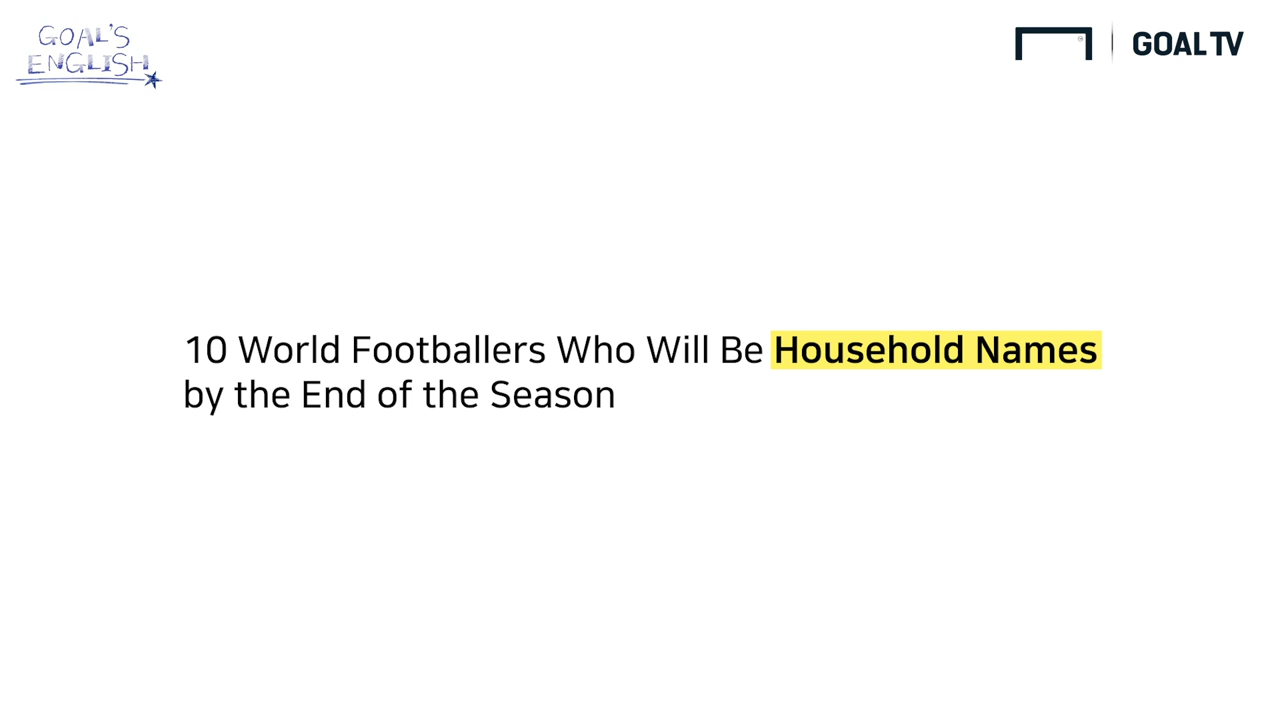 GOAL'S
ENGLISH
GOAL TV
10 World Footballers Who Will Be Household Names
by the End of the Season